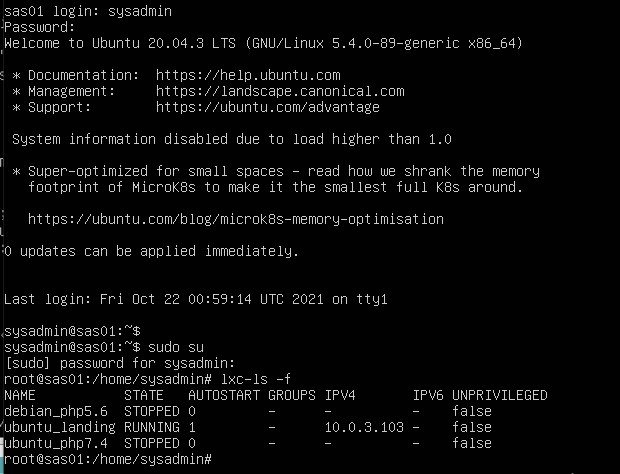 sas01 login: sysadmin
Password:
Welcome to Ubuntu 20.04.3 LTS (GNU/Linux 5.4.0-89-generic x86_64)
* Documentation: https://help.ubuntu.com
* Management: https://landscape.canonical.com
* Support: https://ubuntu.com/advantage
System information disabled due to load higher than 1.0
* Super-optimized for small spaces - read how we shrank the memory
footprint of MicroK8s to make it the smallest full K8s around.
https://ubuntu.com/blog/microk8s-memory-optimisation
0 updates can be applied immediately.
Last login: Fri Oct 22 00:59:14 UTC 2021 on tty1
sysadmin@sas01:~$
sysadmin@sas01:~$ sudo su
[sudo] password for sysadmin:
root@sas01:/home/sysadmin# lxc-ls -f
NAME STATE AUTOSTART GROUPS IPV4 IPV6 UNPRIVILEGED
debian_php5.6 STOPPED 0 - - - false
ubuntu_landing RUNNING 1 - 10.0.3.103 - false
ubuntu_php7.4 STOPPED 0 - - - false
root@sas01:/home/sysadmin#